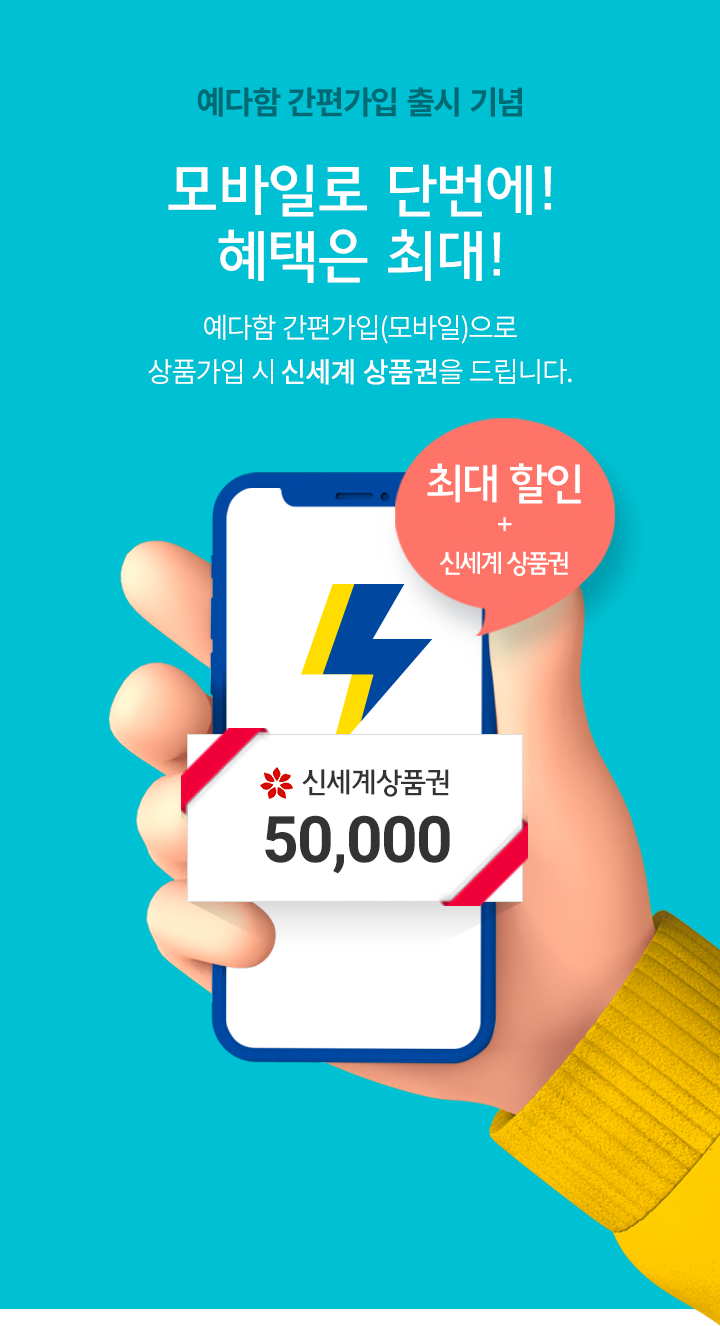 예다함 간편가입 출시 기념
모바일로 단번에!
혜택은 최대!
예다함 간편가입(모바일)으로
상품가입 시 신세계 상품권을 드립니다.
최대 할인
+
신세계 상품권
신세계상품권
50,000